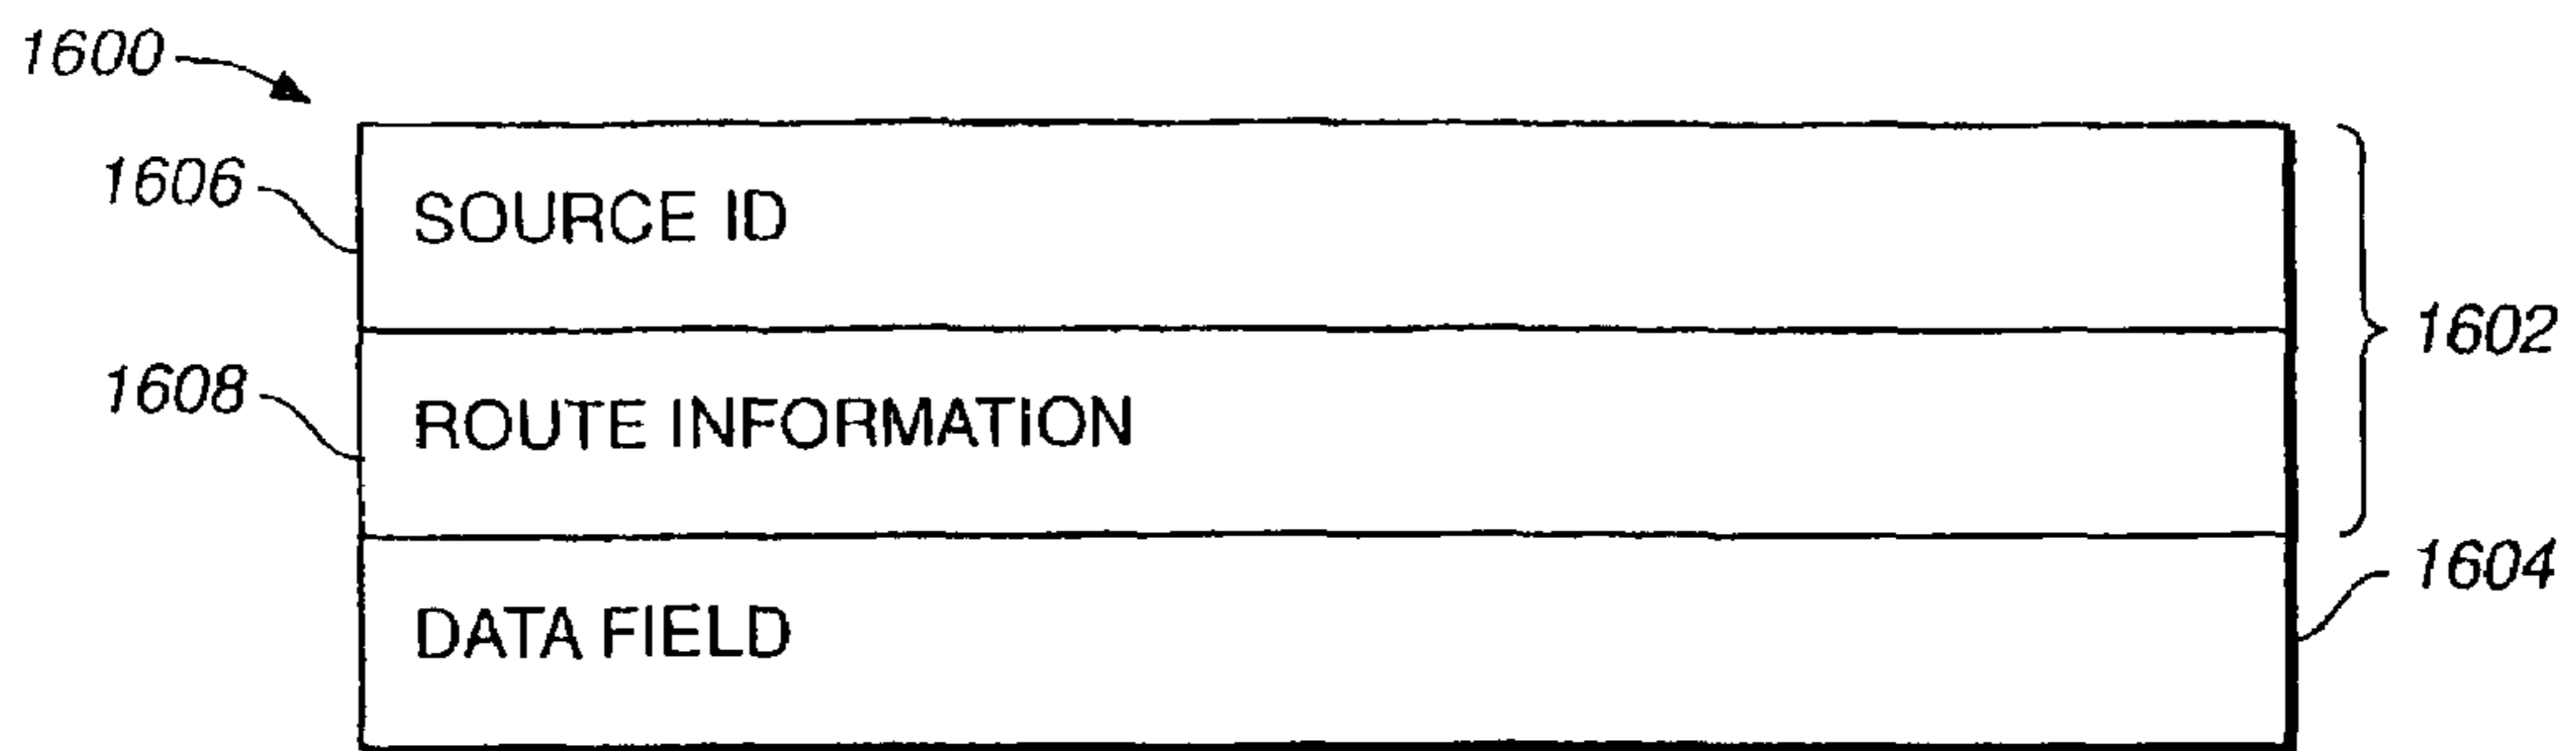 1600
1606
SOURCE ID
1602
1608
ROUTE INFORMATION
1604
DATA FIELD